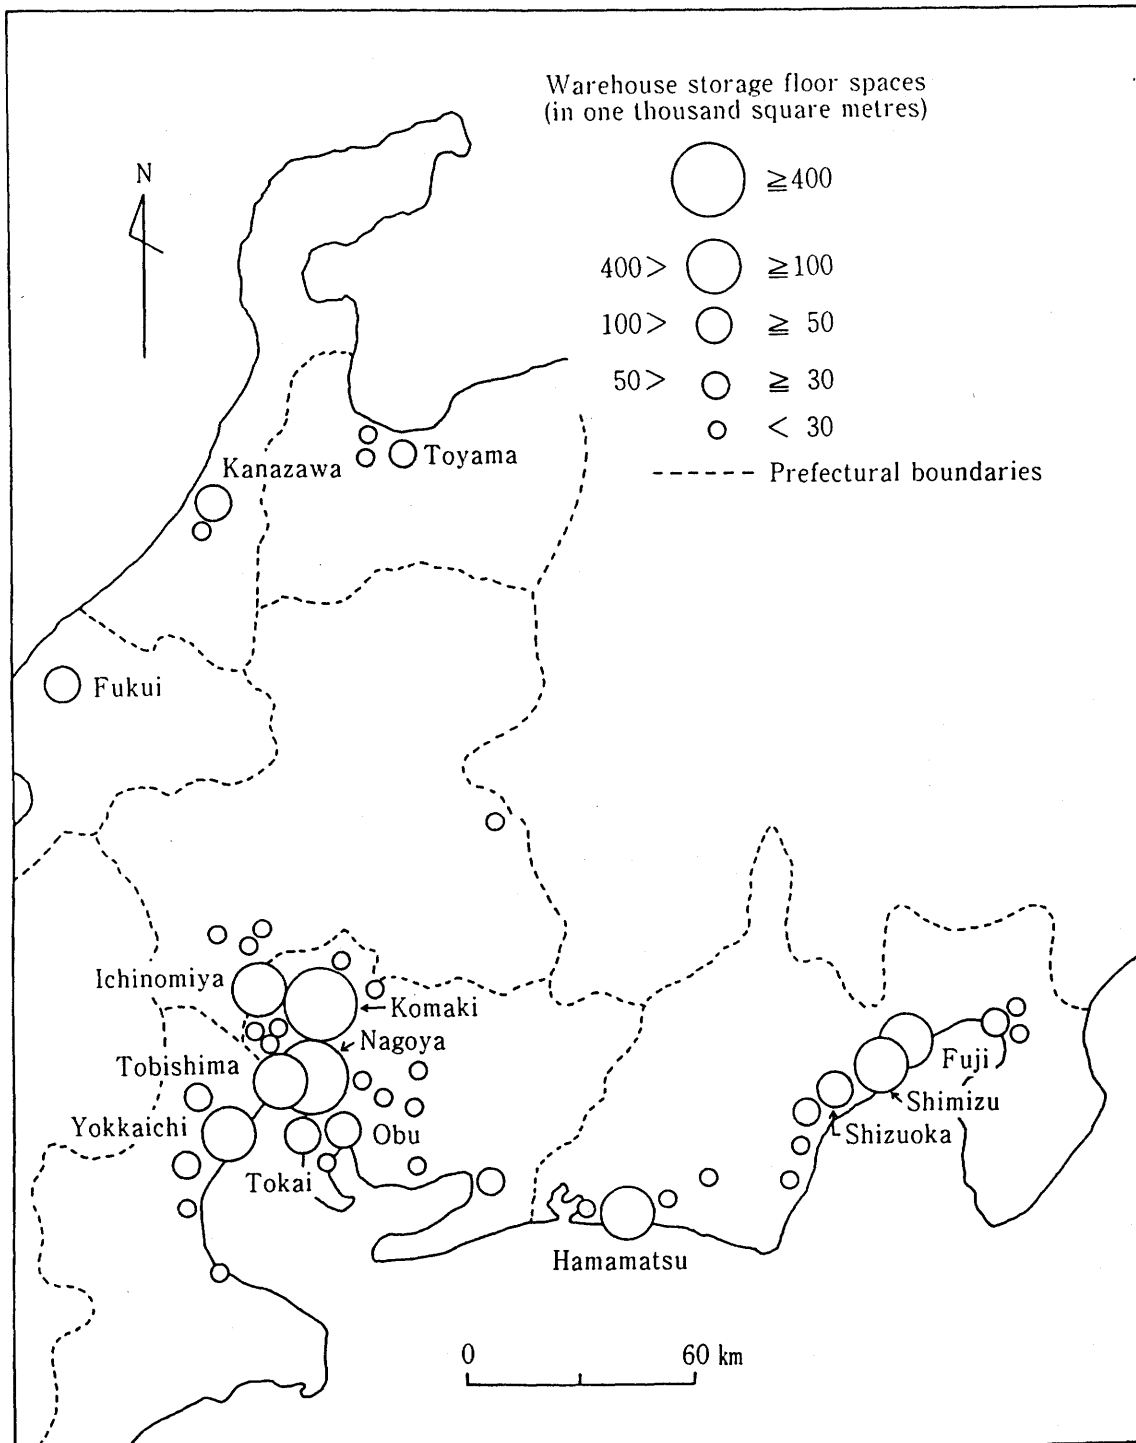 Warehouse storage floor spaces
(in one thousand square metres)
N
≧400
400> ≧100
100> ≧ 50
50> ≧ 30
< 30
Prefectural boundaries
Kanazawa
Toyama
Fukui
Ichinomiya
Komaki
Nagoya
Tobishima
Yokkaichi
Obu
Tokai
Fuji
Shimizu
Shizuoka
Hamamatsu
0 60 km